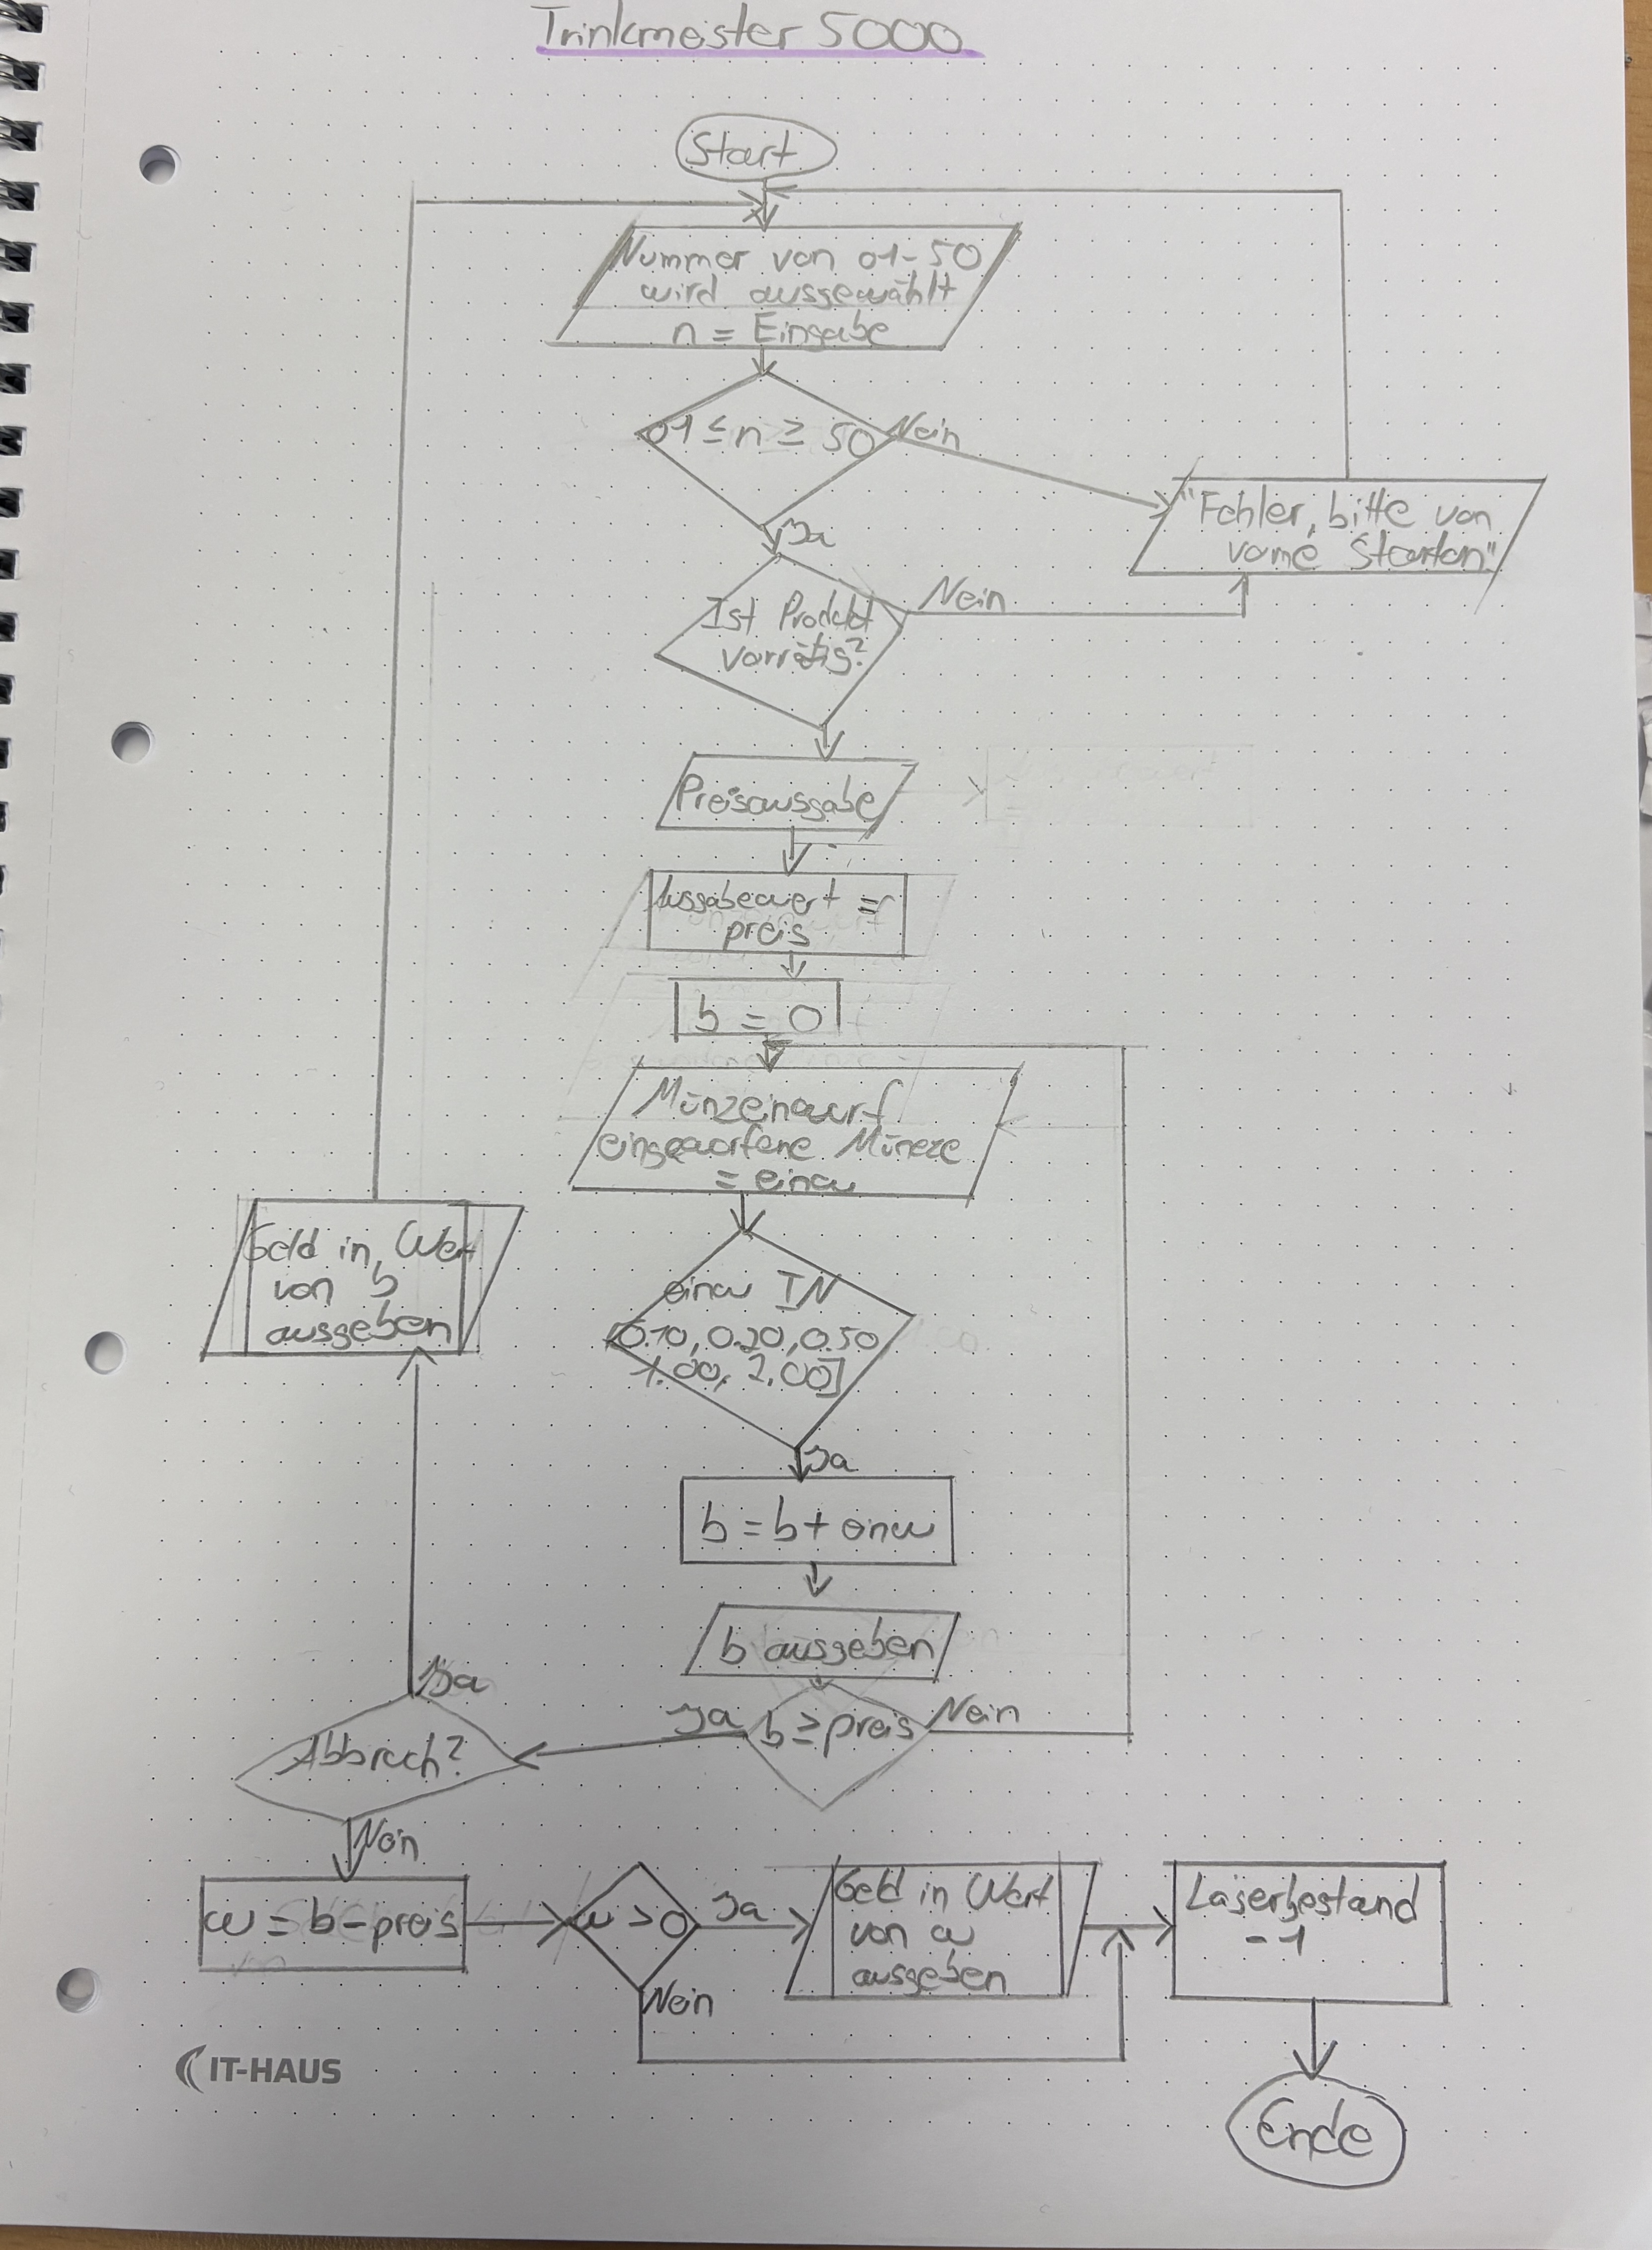 Trinkmeister 5000
Start
Nummer von 01-50
wird ausgewählt
n = Eingabe
01 ≤ n ≥ 50
Nein
Ja
"Fehler, bitte von
vorne Starten"
Ist Produkt
vorrätig?
Nein
Preisausgabe
Ausgabewert =
preis
b = 0
Münzeinwurf
eingeworfene Münze
= einw
einw IN
[0.10, 0.20, 0.50
1.00, 2.00]
Ja
b = b + einw
b ausgeben
b ≥ preis
Nein
Ja
Geld in Wert
von b
ausgeben
Ja
Abbruch?
Nein
w = b - preis
w > 0
Ja
Nein
Geld in Wert
von w
ausgeben
Lagerbestand
- 1
Ende
IT-HAUS